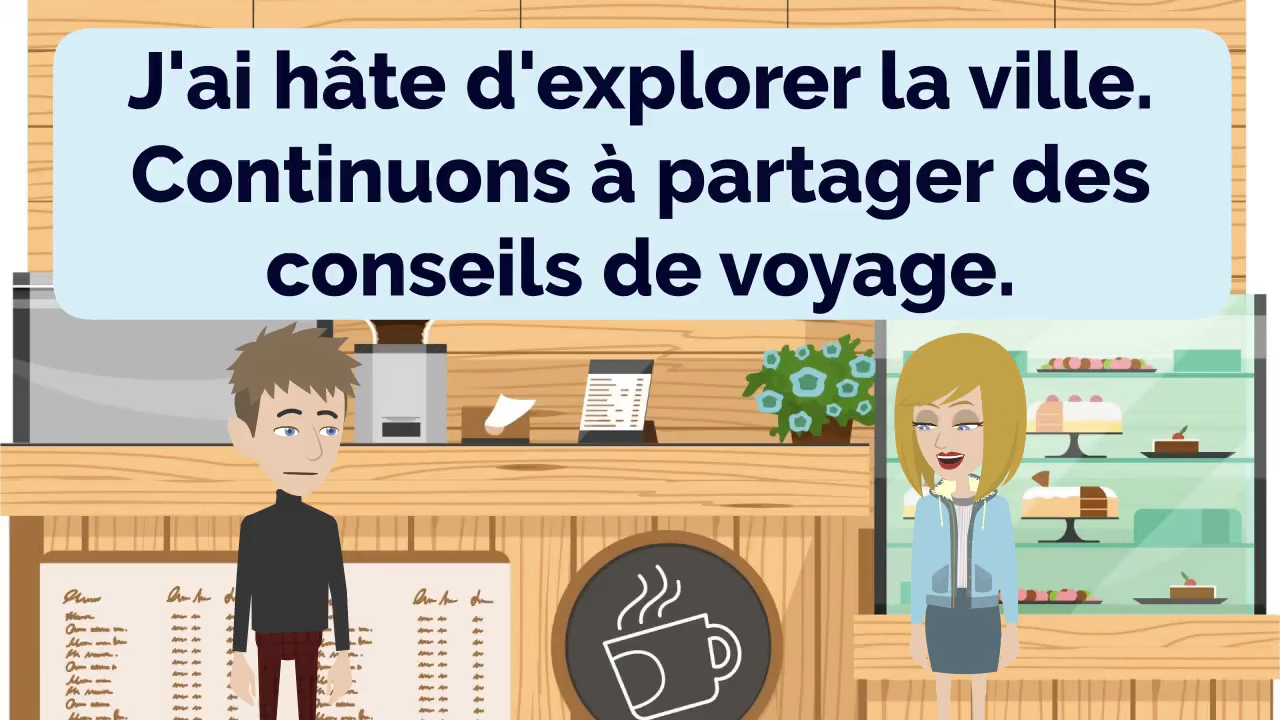 J'ai hâte d'explorer la ville.
Continuons à partager des
conseils de voyage.